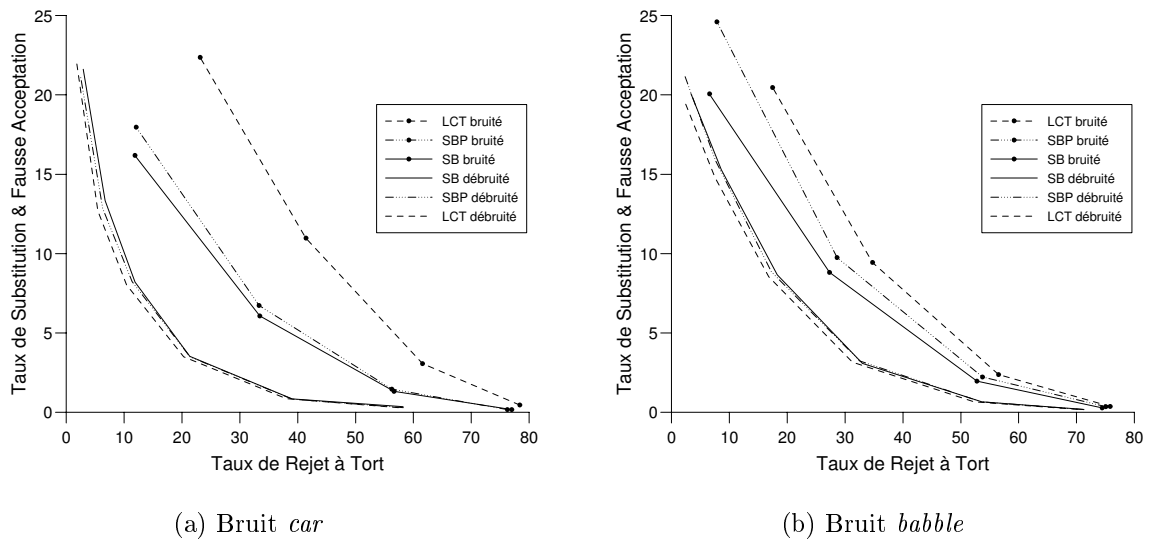 Taux de Substitution & Fausse Acceptation
25
20
15
10
5
0
0 10 20 30 40 50 60 70 80
Taux de Rejet à Tort
LCT bruité
SBP bruité
SB bruité
SB débruité
SBP débruité
LCT débruité
(a) Bruit car
Taux de Substitution & Fausse Acceptation
25
20
15
10
5
0
0 10 20 30 40 50 60 70 80
Taux de Rejet à Tort
LCT bruité
SBP bruité
SB bruité
SB débruité
SBP débruité
LCT débruité
(b) Bruit babble